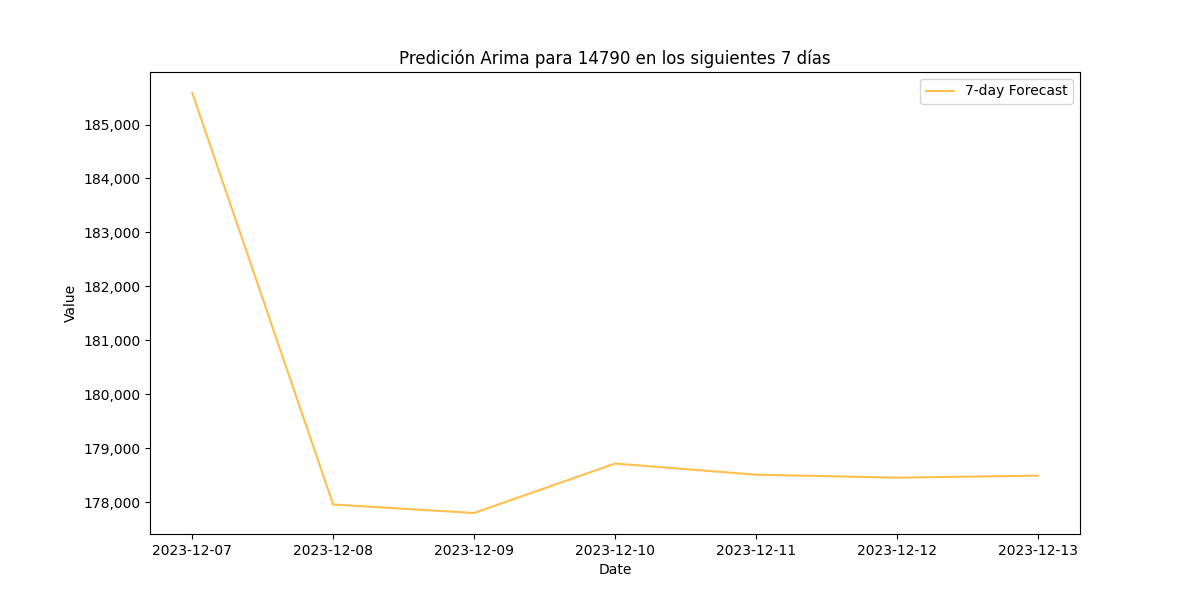 Predición Arima para 14790 en los siguientes 7 días
7-day Forecast
185,000
184,000
183,000
182,000
181,000
180,000
179,000
178,000
Value
2023-12-07 2023-12-08 2023-12-09 2023-12-10 2023-12-11 2023-12-12 2023-12-13
Date